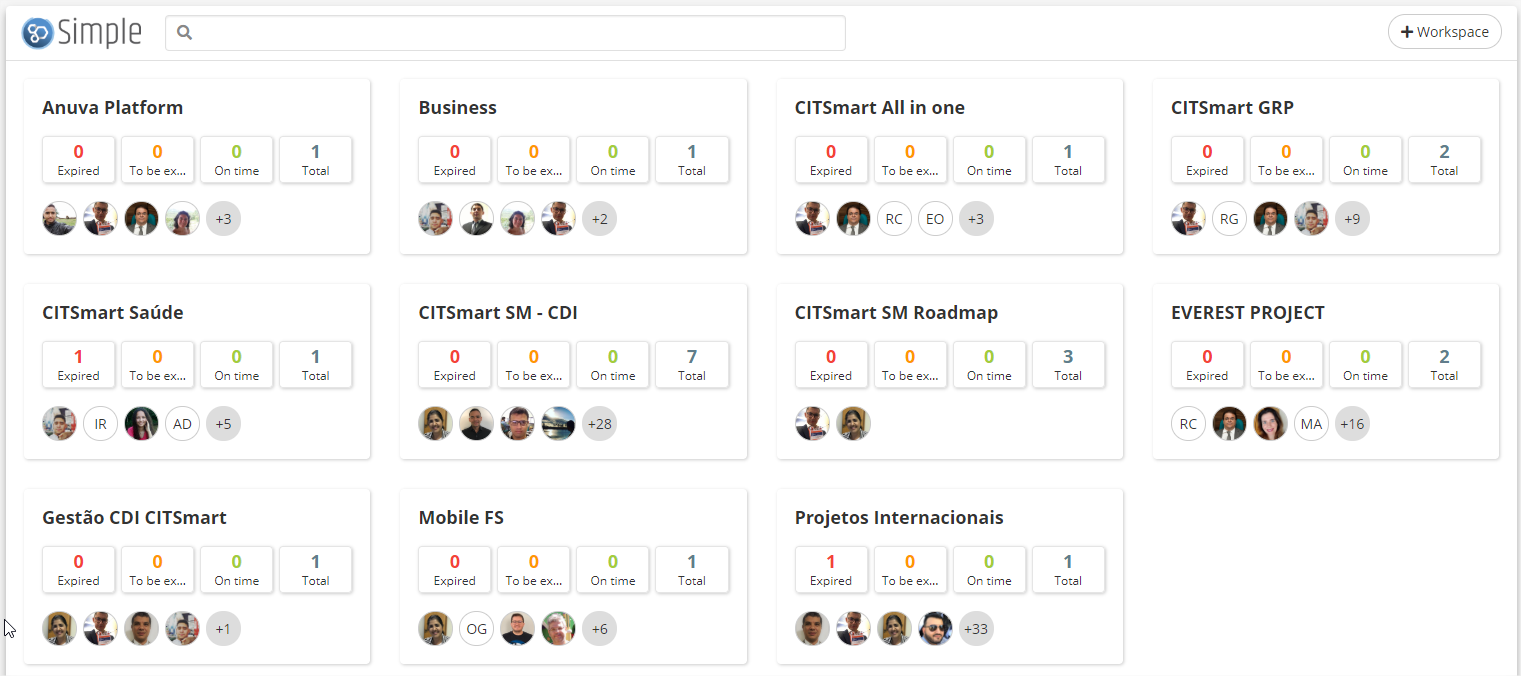 Simple
+ Workspace
Anuva Platform
0 0 0 1
Expired To be ex... On time Total
+3
Business
0 0 0 1
Expired To be ex... On time Total
+2
CITSmart All in one
0 0 0 1
Expired To be ex... On time Total
RC EO +3
CITSmart GRP
0 0 0 2
Expired To be ex... On time Total
RG +9
CITSmart Saúde
1 0 0 1
Expired To be ex... On time Total
IR AD +5
CITSmart SM - CDI
0 0 0 7
Expired To be ex... On time Total
+28
CITSmart SM Roadmap
0 0 0 3
Expired To be ex... On time Total
EVEREST PROJECT
0 0 0 2
Expired To be ex... On time Total
RC MA +16
Gestão CDI CITSmart
0 0 0 1
Expired To be ex... On time Total
+1
Mobile FS
0 0 0 1
Expired To be ex... On time Total
OG +6
Projetos Internacionais
1 0 0 1
Expired To be ex... On time Total
+33